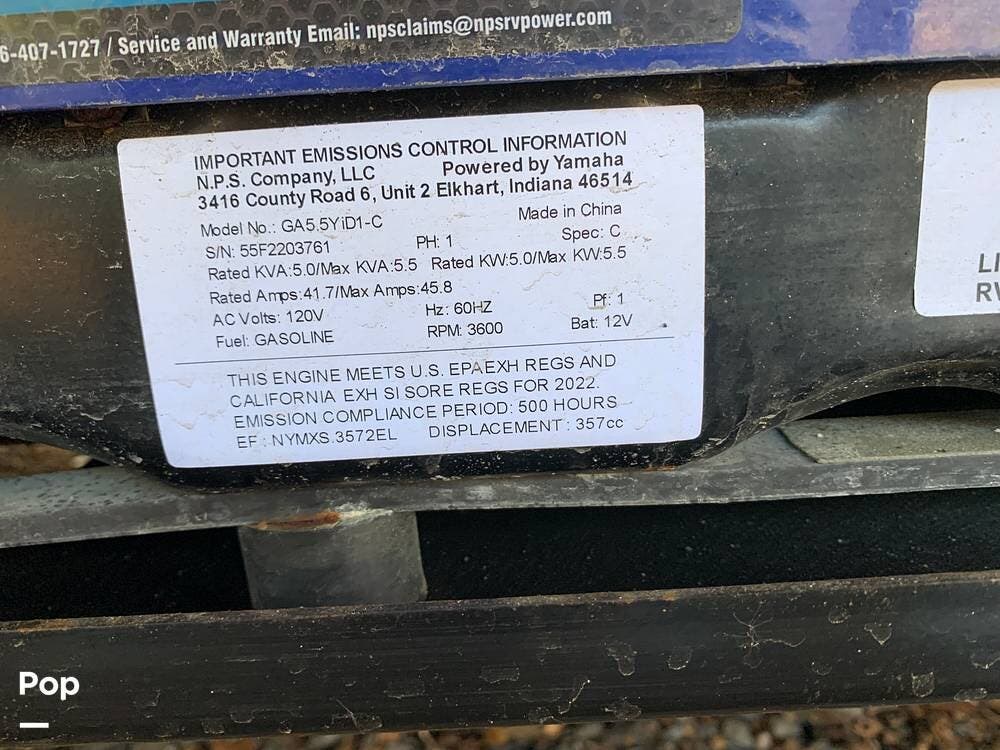 6-407-1727 / Service and Warranty Email: npsclaims@npsrvpower.com
IMPORTANT EMISSIONS CONTROL INFORMATION
N.P.S. Company, LLC Powered by Yamaha
3416 County Road 6, Unit 2 Elkhart, Indiana 46514
Model No.: GA5.5YiD1-C Made in China
S/N: 55F2203761 PH: 1 Spec: C
Rated KVA:5.0/Max KVA:5.5 Rated KW:5.0/Max KW:5.5
Rated Amps:41.7/Max Amps:45.8
AC Volts: 120V Hz: 60HZ Pf: 1
Fuel: GASOLINE RPM: 3600 Bat: 12V
THIS ENGINE MEETS U.S. EPA EXH REGS AND
CALIFORNIA EXH SI SORE REGS FOR 2022.
EMISSION COMPLIANCE PERIOD: 500 HOURS
EF : NYMXS.3572EL DISPLACEMENT : 357cc
LI
RV
Pop